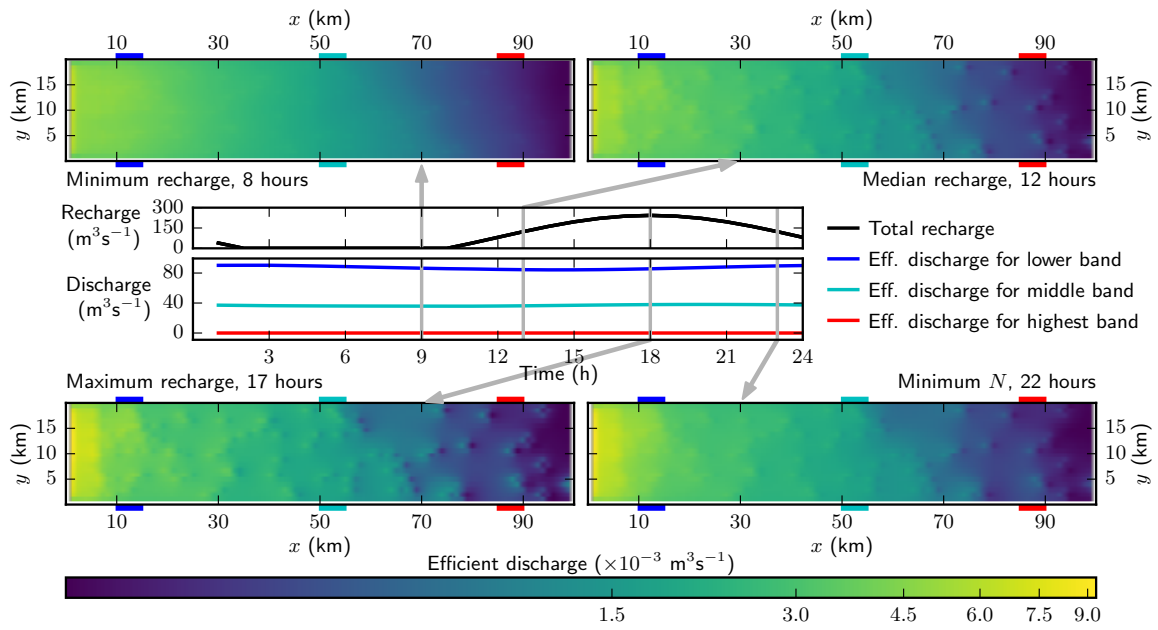 x (km)
x (km)
10 30 50 70 90
10 30 50 70 90
y (km)
15
10
5
15
10
5
y (km)
Minimum recharge, 8 hours
Median recharge, 12 hours
Recharge
(m³s⁻¹)
300
150
0
Discharge
(m³s⁻¹)
80
40
0
3 6 9 12 15 18 21 24
Time (h)
Total recharge
Eff. discharge for lower band
Eff. discharge for middle band
Eff. discharge for highest band
Maximum recharge, 17 hours
Minimum N, 22 hours
y (km)
15
10
5
15
10
5
y (km)
10 30 50 70 90
10 30 50 70 90
x (km)
x (km)
Efficient discharge (×10⁻³ m³s⁻¹)
1.5 3.0 4.5 6.0 7.5 9.0